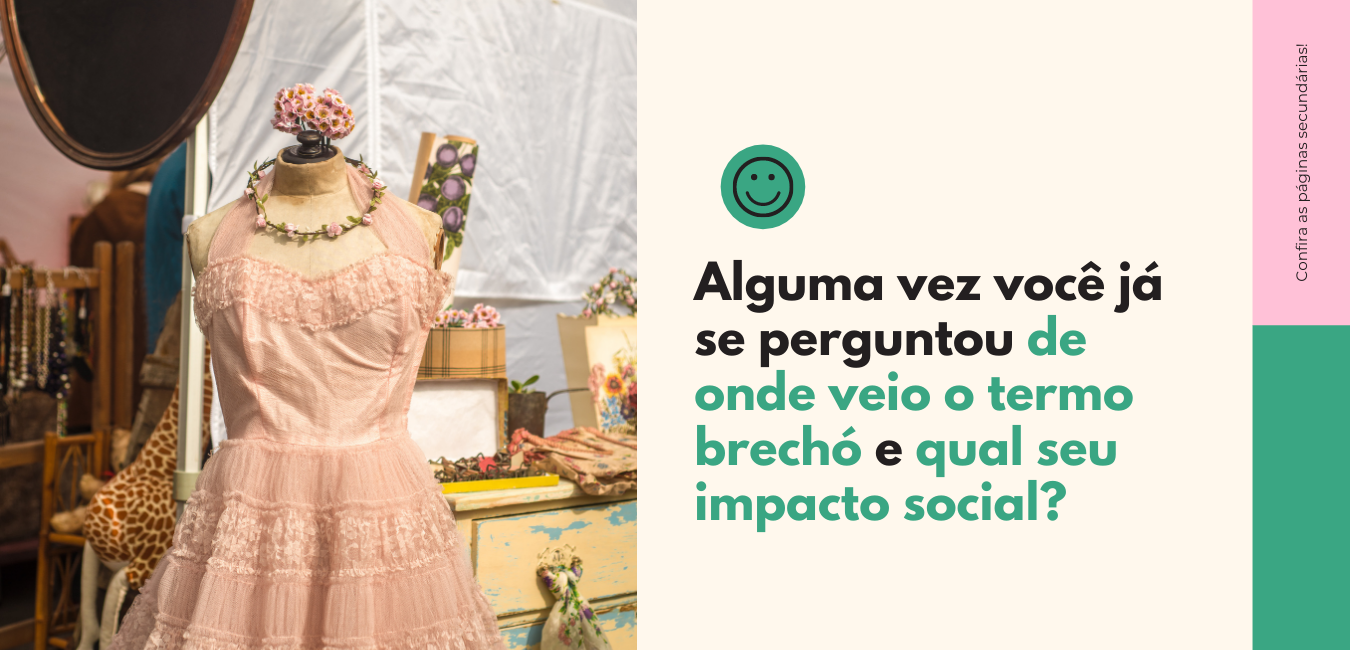 Alguma vez você já
se perguntou de
onde veio o termo
brechó e qual seu
impacto social?
Confira as páginas secundárias!